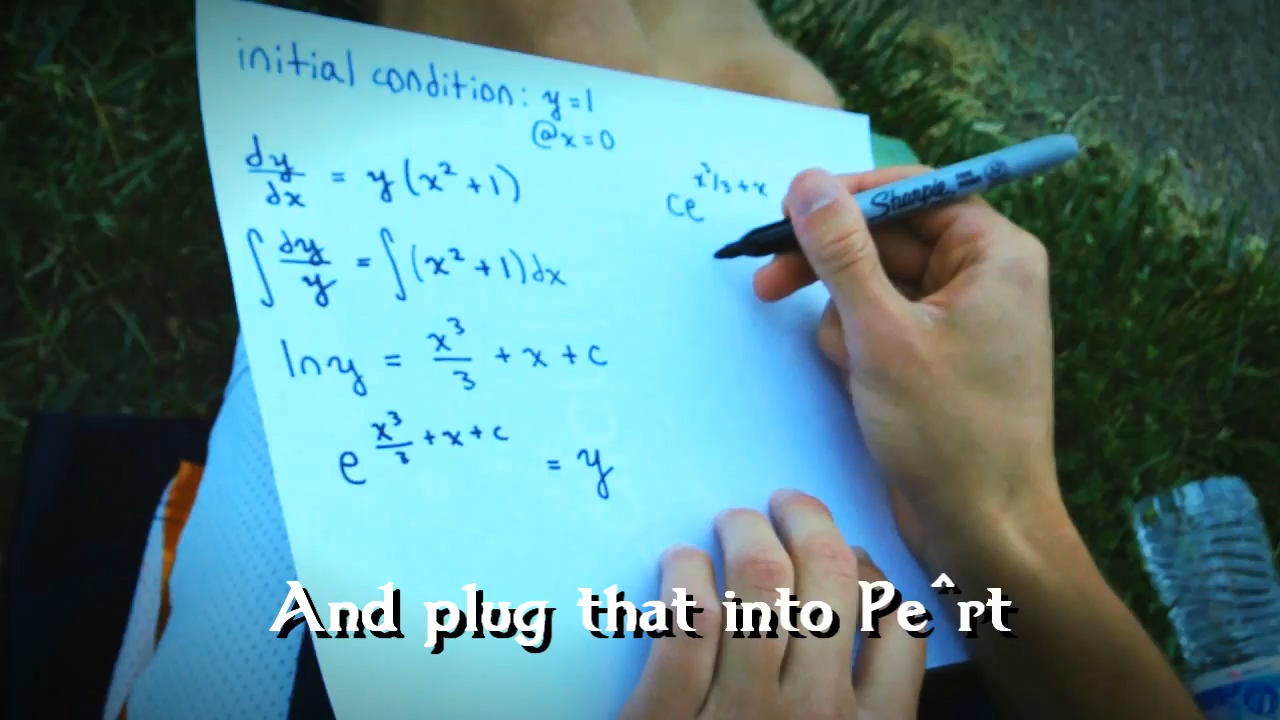 initial condition: y=1
@x=0
dy/dx = y(x² + 1)
∫ dy/y = ∫(x² + 1)dx
ln y = x³/3 + x + c
e^(x³/3 + x + c) = y
ce^(x³/3 + x)
Sharpie
And plug that into Pe^rt